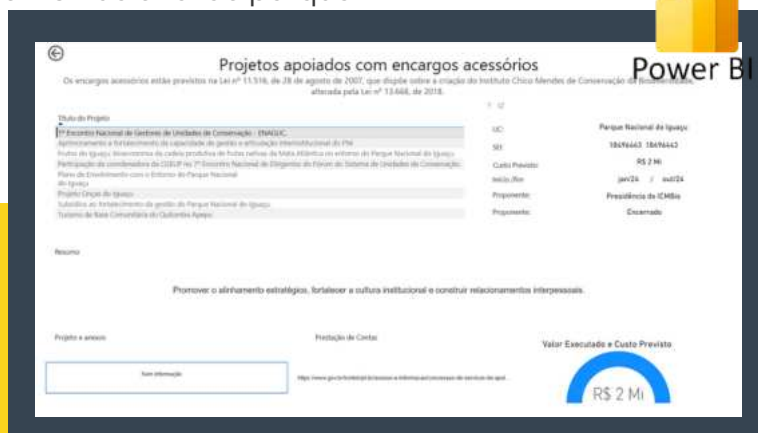 Power BI
Projetos apoiados com encargos acessórios
Os encargos acessórios estão previstos na Lei nº 11.516, de 28 de agosto de 2007, que dispõe sobre a criação do Instituto Chico Mendes de Conservação da Biodiversidade,
alterada pela Lei nº 13.668, de 2018.
Título do Projeto
1º Encontro Nacional de Gestores de Unidades de Conservação - ENAGUC.
Aprimoramento e fortalecimento da capacidade de gestão e articulação interinstitucional do PNI
Frutos do Iguaçu: bioeconomia da cadeia produtiva de frutas nativas da Mata Atlântica no entorno do Parque Nacional do Iguaçu
Participação da coordenadora da CGEUP no 7º Encontro Nacional de Dirigentes do Fórum do Sistema de Unidades de Conservação.
Plano de Envolvimento com o Entorno do Parque Nacional
do Iguaçu
Projeto Onças do Iguaçu
Subsídios ao fortalecimento da gestão do Parque Nacional do Iguaçu
Turismo de Base Comunitária do Quilombo Apepu
UC: Parque Nacional do Iguaçu
SEI: 18496443 18496443
Custo Previsto: R$ 2 Mi
Início /fim jan/24 / out/24
Proponente: Presidência do ICMBio
Proponente: Encerrado
Resumo:
Promover o alinhamento estratégico, fortalecer a cultura institucional e construir relacionamentos interpessoais.
Projeto e anexos:
Sem informação
Prestação de Contas
Valor Executado e Custo Previsto
R$ 2 Mi